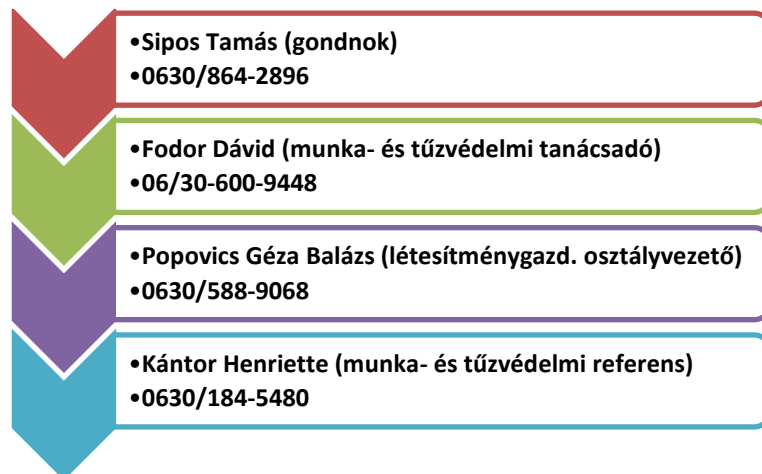 •Sipos Tamás (gondnok)
•0630/864-2896
•Fodor Dávid (munka- és tűzvédelmi tanácsadó)
•06/30-600-9448
•Popovics Géza Balázs (létesítménygazd. osztályvezető)
•0630/588-9068
•Kántor Henriette (munka- és tűzvédelmi referens)
•0630/184-5480